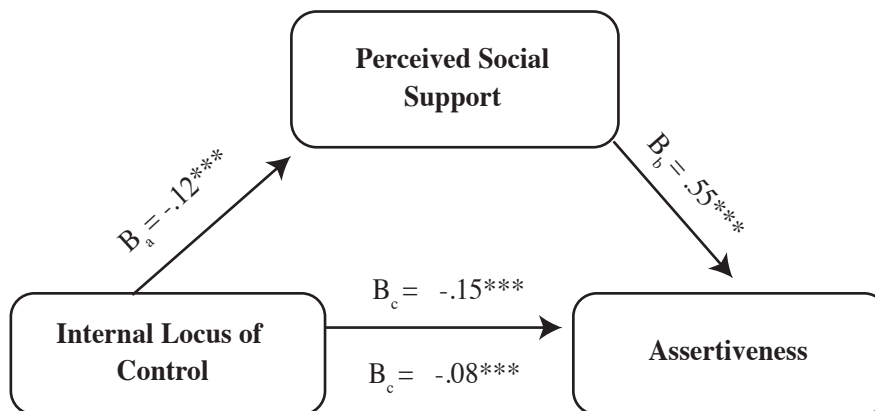 Perceived Social
Support
B_a = -.12***
B_b = .55***
B_c = -.15***
Internal Locus of
Control
Assertiveness
B_c = -.08***